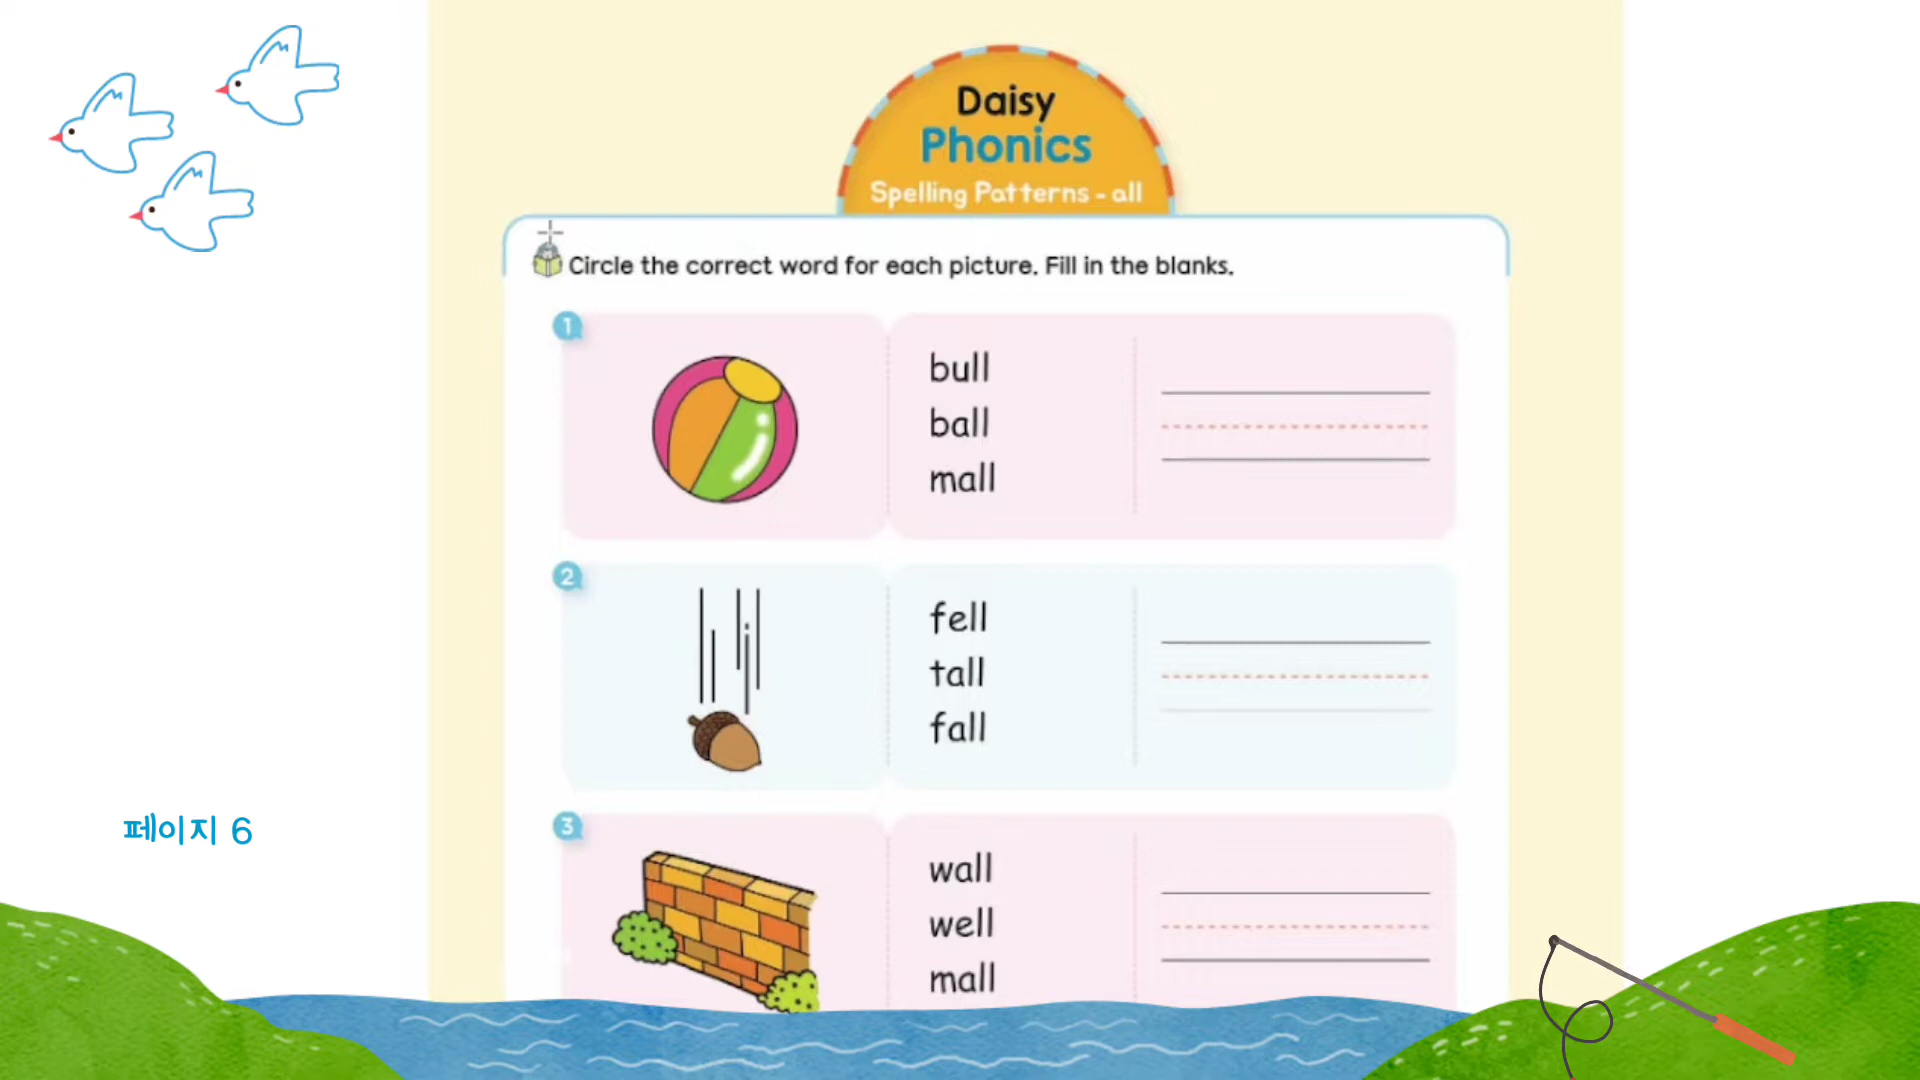 Daisy
Phonics
Spelling Patterns - all
Circle the correct word for each picture. Fill in the blanks.
1
bull
ball
mall
2
fell
tall
fall
페이지 6
3
wall
well
mall